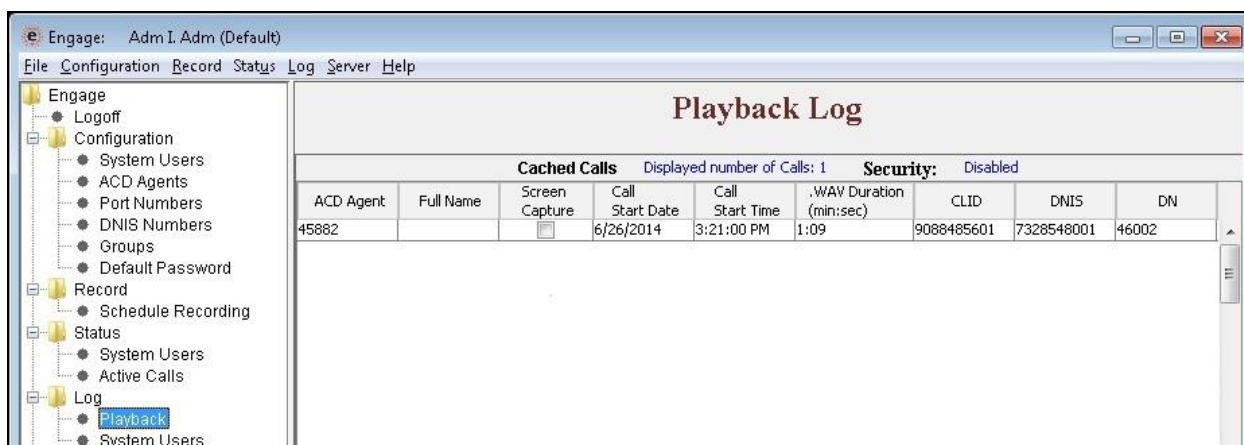 Engage: Adm I. Adm (Default)
File Configuration Record Status Log Server Help
Engage
Logoff
Configuration
System Users
ACD Agents
Port Numbers
DNIS Numbers
Groups
Default Password
Record
Schedule Recording
Status
System Users
Active Calls
Log
Playback
System Users
Playback Log
Cached Calls Displayed number of Calls: 1 Security: Disabled
ACD Agent Full Name Screen Capture Call Start Date Call Start Time .WAV Duration (min:sec) CLID DNIS DN
45882 6/26/2014 3:21:00 PM 1:09 9088485601 7328548001 46002